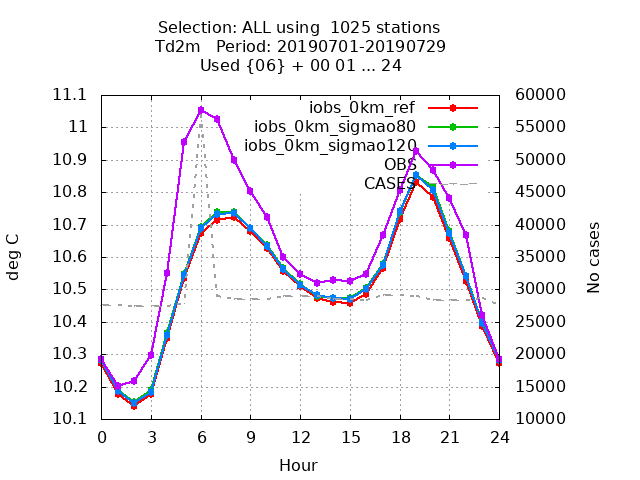 Selection: ALL using  1025 stations
Td2m   Period: 20190701-20190729
Used {06} + 00 01 ... 24
11.1
11
10.9
10.8
10.7
10.6
10.5
10.4
10.3
10.2
10.1
60000
55000
50000
45000
40000
35000
30000
25000
20000
15000
10000
iobs_0km_ref
iobs_0km_sigmao80
iobs_0km_sigmao120
OBS
CASES
deg C
No cases
0 3 6 9 12 15 18 21 24
Hour